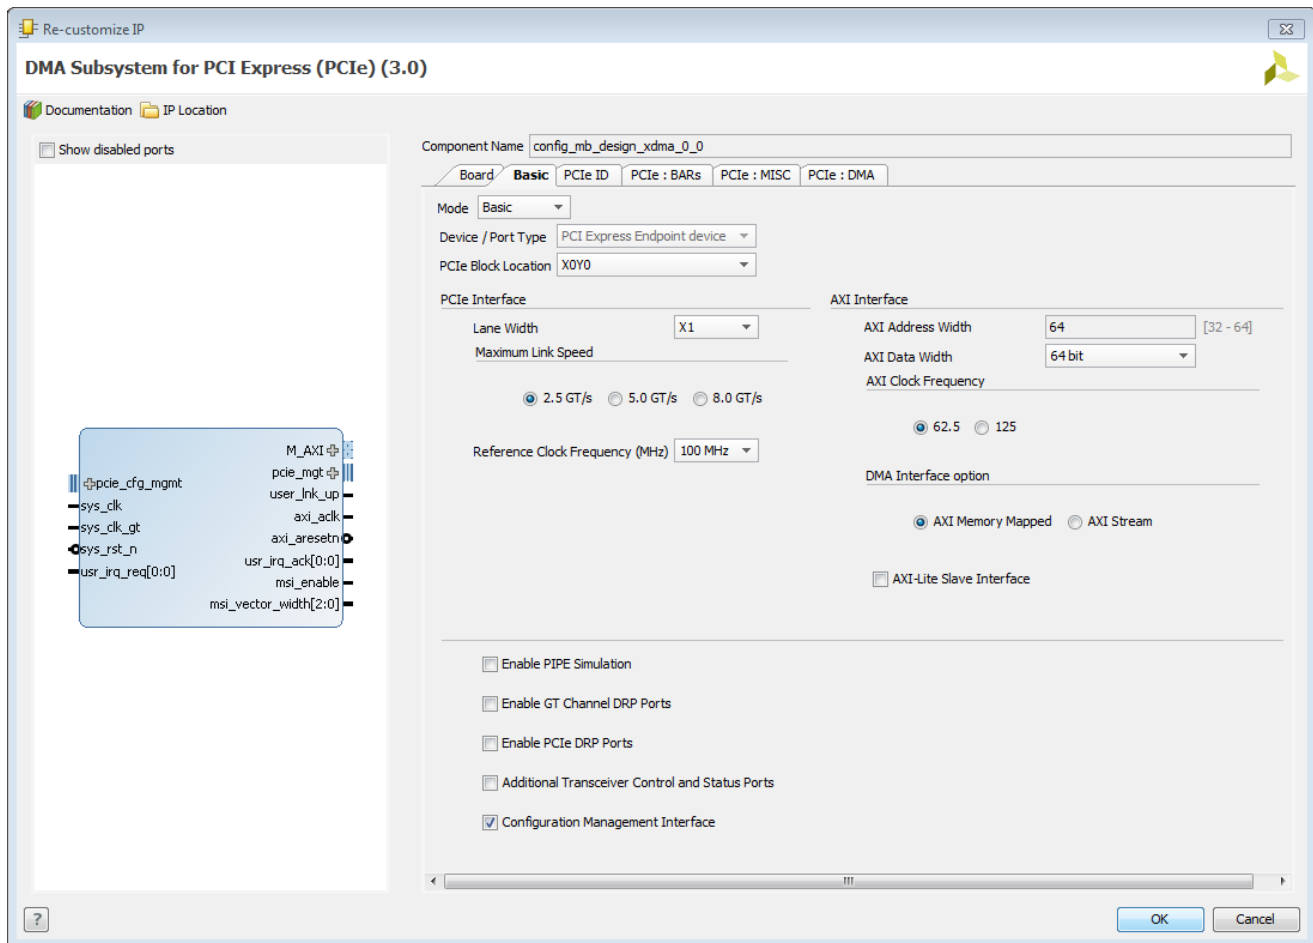 Re-customize IP
DMA Subsystem for PCI Express (PCIe) (3.0)
Documentation IP Location
Show disabled ports
M_AXI
pcie_mgt
user_lnk_up
axi_aclk
axi_aresetn
usr_irq_ack[0:0]
msi_enable
msi_vector_width[2:0]
pcie_cfg_mgmt
sys_clk
sys_clk_gt
sys_rst_n
usr_irq_req[0:0]
Component Name config_mb_design_xdma_0_0
Board Basic PCIe ID PCIe : BARs PCIe : MISC PCIe : DMA
Mode Basic
Device / Port Type PCI Express Endpoint device
PCIe Block Location X0Y0
PCIe Interface
Lane Width X1
Maximum Link Speed
2.5 GT/s 5.0 GT/s 8.0 GT/s
Reference Clock Frequency (MHz) 100 MHz
AXI Interface
AXI Address Width 64 [32 - 64]
AXI Data Width 64 bit
AXI Clock Frequency
62.5 125
DMA Interface option
AXI Memory Mapped AXI Stream
AXI-Lite Slave Interface
Enable PIPE Simulation
Enable GT Channel DRP Ports
Enable PCIe DRP Ports
Additional Transceiver Control and Status Ports
Configuration Management Interface
?
OK Cancel